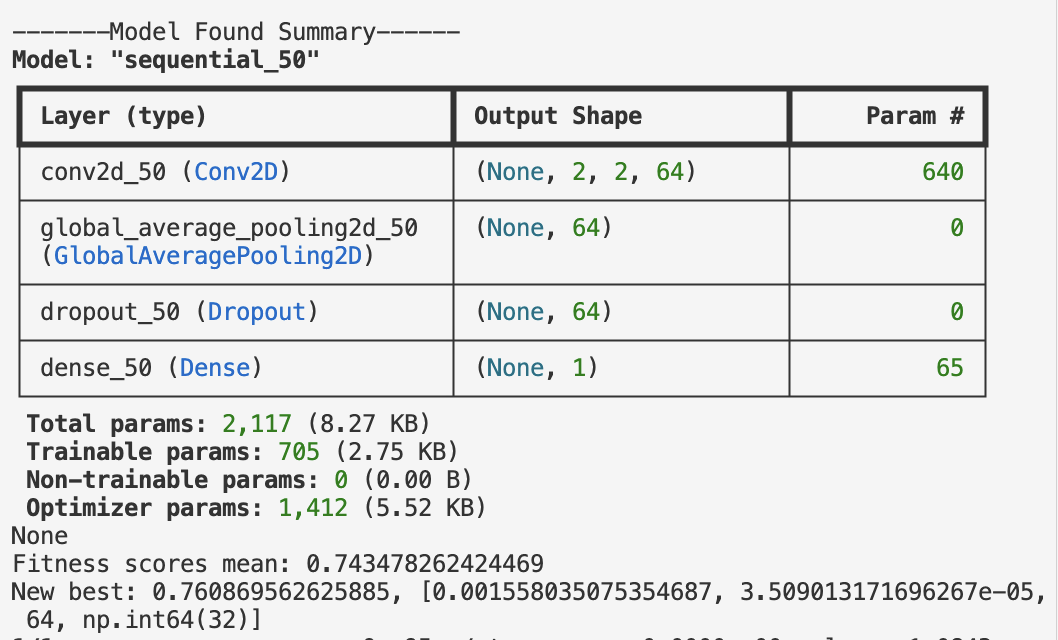 -------Model Found Summary------
Model: "sequential_50"
Layer (type) Output Shape Param #
conv2d_50 (Conv2D) (None, 2, 2, 64) 640
global_average_pooling2d_50 (None, 64) 0
(GlobalAveragePooling2D)
dropout_50 (Dropout) (None, 64) 0
dense_50 (Dense) (None, 1) 65
Total params: 2,117 (8.27 KB)
Trainable params: 705 (2.75 KB)
Non-trainable params: 0 (0.00 B)
Optimizer params: 1,412 (5.52 KB)
None
Fitness scores mean: 0.743478262424469
New best: 0.760869562625885, [0.001558035075354687, 3.509013171696267e-05,
64, np.int64(32)]